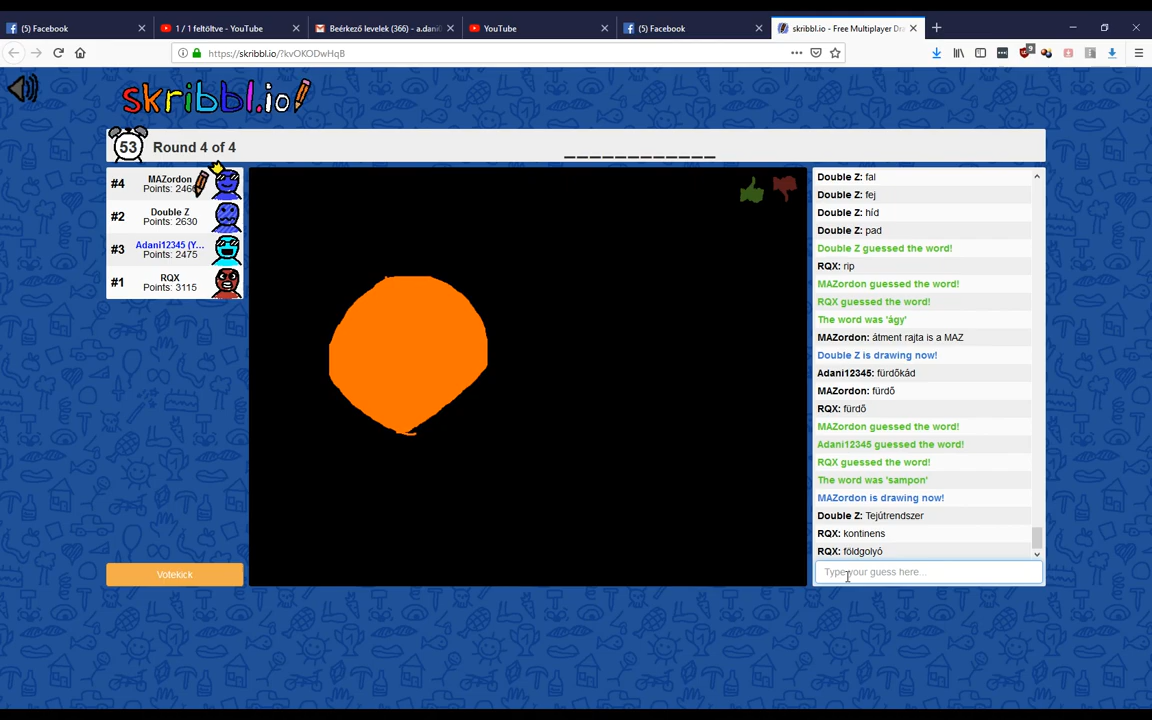 (5) Facebook
1 / 1 feltöltve - YouTube
Beérkező levelek (366) – a.dani
YouTube
(5) Facebook
skribbl.io - Free Multiplayer Dra
https://skribbl.io/?kvOKODwHqB
9
skribbl.io
53
Round 4 of 4
____________
#4
MAZordon
Points: 2460
#2
Double Z
Points: 2630
#3
Adani12345 (Y...
Points: 2475
#1
RQX
Points: 3115
Votekick
Double Z: fal
Double Z: fej
Double Z: híd
Double Z: pad
Double Z guessed the word!
RQX: rip
MAZordon guessed the word!
RQX guessed the word!
The word was 'ágy'
MAZordon: átment rajta is a MAZ
Double Z is drawing now!
Adani12345: fürdőkád
MAZordon: fürdő
RQX: fürdő
MAZordon guessed the word!
Adani12345 guessed the word!
RQX guessed the word!
The word was 'sampon'
MAZordon is drawing now!
Double Z: Tejútrendszer
RQX: kontinens
RQX: földgolyó
Type your guess here...